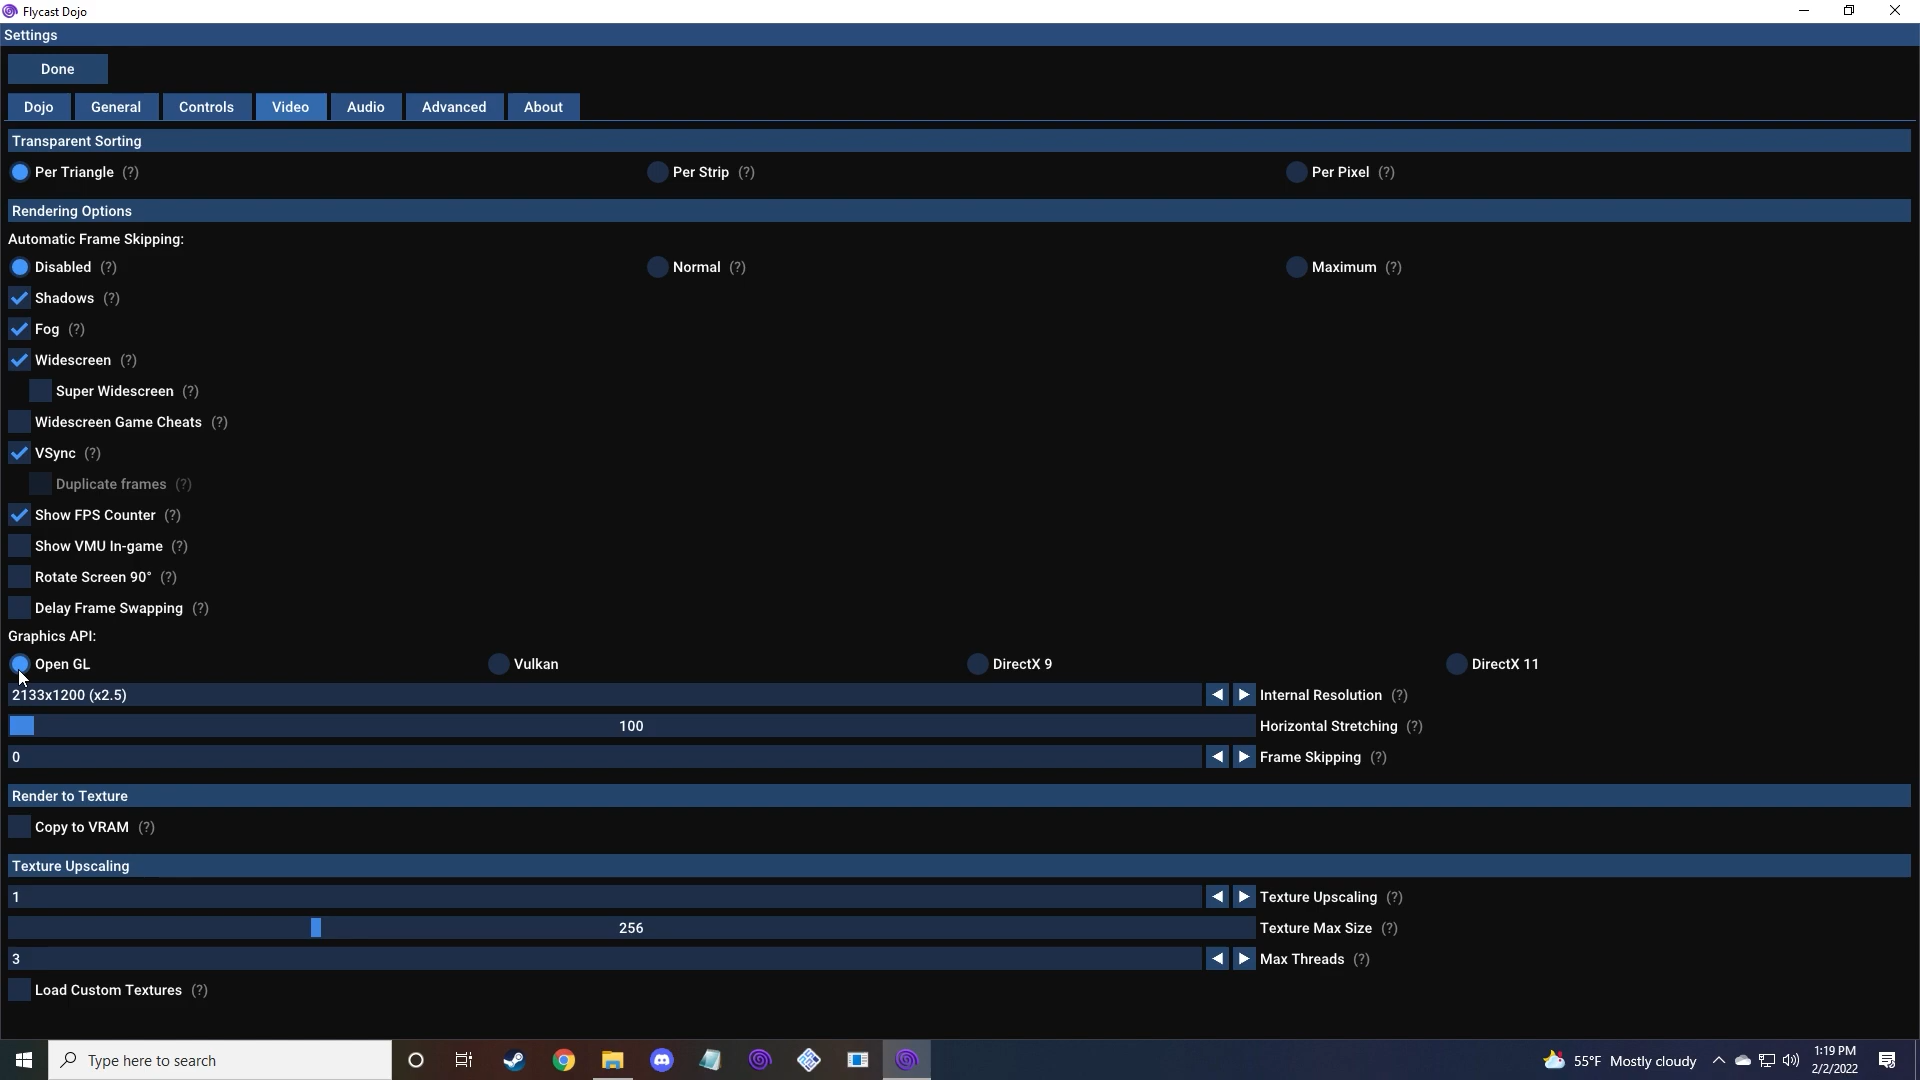 Flycast Dojo
Settings
Done
Dojo General Controls Video Audio Advanced About
Transparent Sorting
Per Triangle (?) Per Strip (?) Per Pixel (?)
Rendering Options
Automatic Frame Skipping:
Disabled (?) Normal (?) Maximum (?)
Shadows (?)
Fog (?)
Widescreen (?)
Super Widescreen (?)
Widescreen Game Cheats (?)
VSync (?)
Duplicate frames (?)
Show FPS Counter (?)
Show VMU In-game (?)
Rotate Screen 90° (?)
Delay Frame Swapping (?)
Graphics API:
Open GL Vulkan DirectX 9 DirectX 11
2133x1200 (x2.5) Internal Resolution (?)
100 Horizontal Stretching (?)
0 Frame Skipping (?)
Render to Texture
Copy to VRAM (?)
Texture Upscaling
1 Texture Upscaling (?)
256 Texture Max Size (?)
3 Max Threads (?)
Load Custom Textures (?)
Type here to search 55°F Mostly cloudy 1:19 PM
2/2/2022